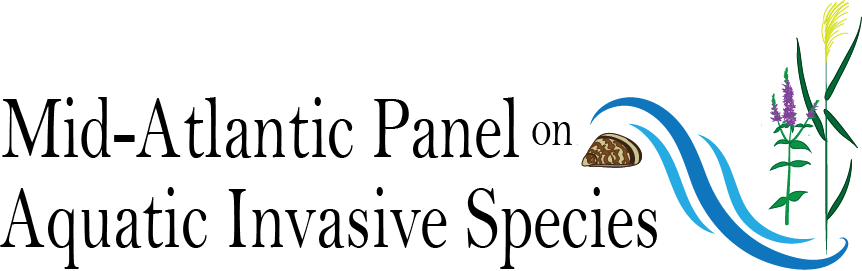 Mid-Atlantic Panel on
Aquatic Invasive Species